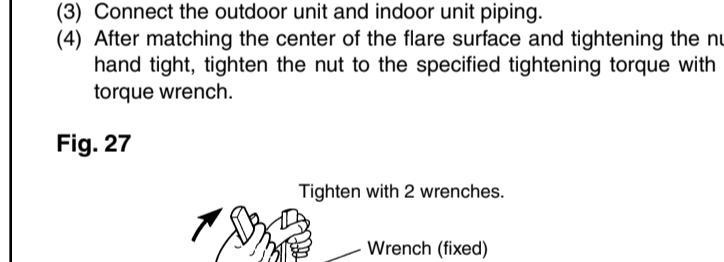 (3) Connect the outdoor unit and indoor unit piping.
(4) After matching the center of the flare surface and tightening the
hand tight, tighten the nut to the specified tightening torque with
torque wrench.
Fig. 27
Tighten with 2 wrenches.
Wrench (fixed)